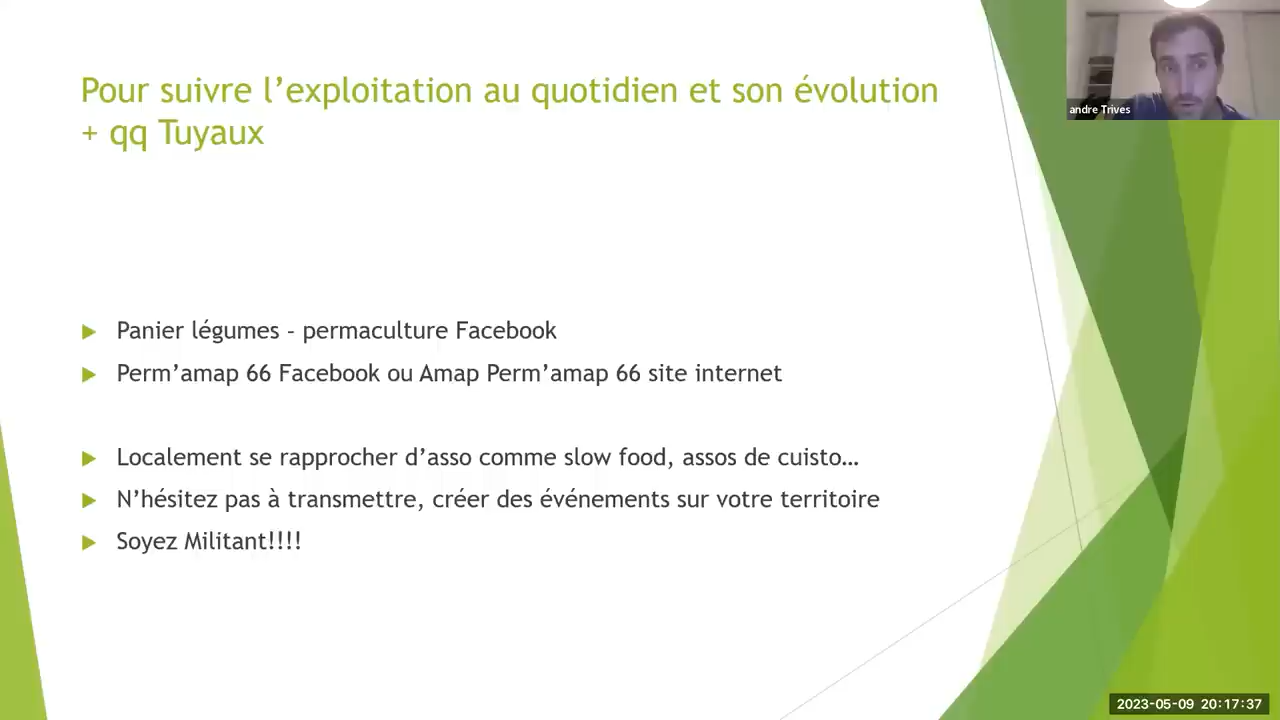 Pour suivre l’exploitation au quotidien et son évolution
+ qq Tuyaux
andre Trives
Panier légumes - permaculture Facebook
Perm’amap 66 Facebook ou Amap Perm’amap 66 site internet
Localement se rapprocher d’asso comme slow food, assos de cuisto…
N’hésitez pas à transmettre, créer des événements sur votre territoire
Soyez Militant!!!!
2023-05-09 20:17:37